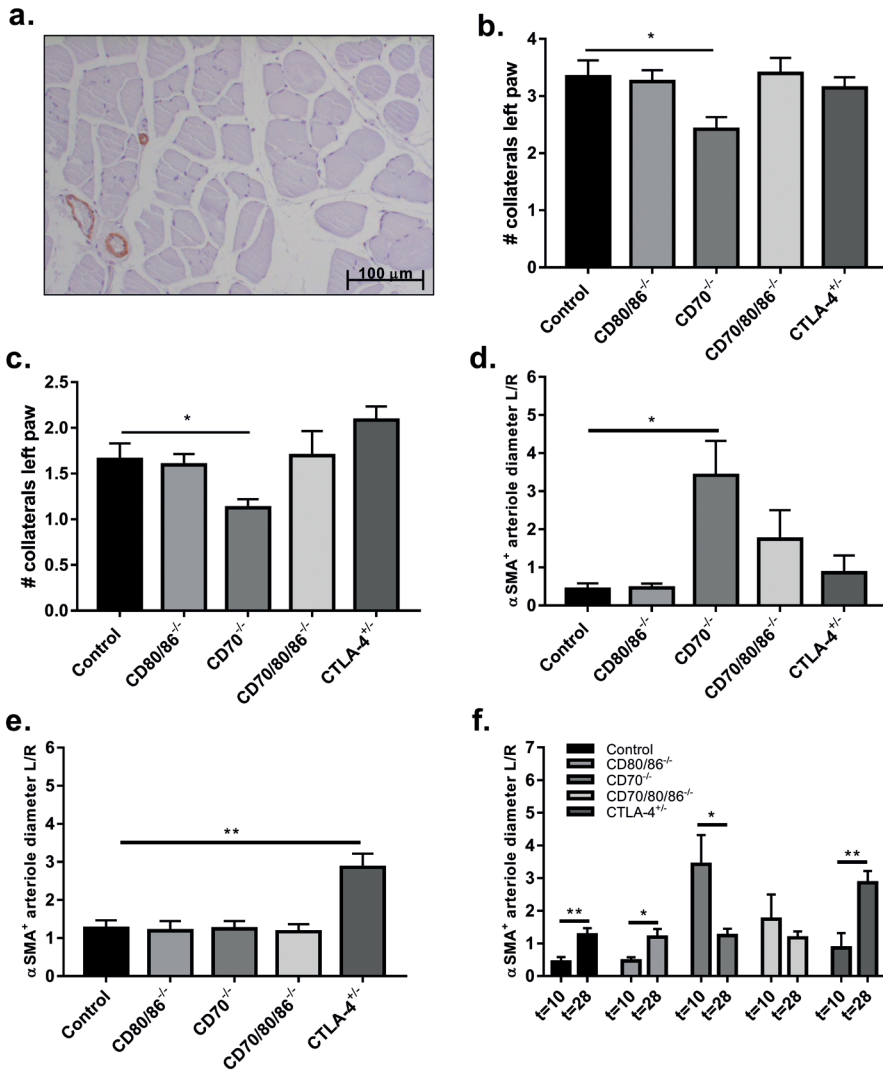 a.
100 µm
b.
# collaterals left paw
0
1
2
3
4
*
Control
CD80/86-/-
CD70-/-
CD70/80/86-/-
CTLA-4+/-
c.
# collaterals left paw
0.0
0.5
1.0
1.5
2.0
2.5
*
Control
CD80/86-/-
CD70-/-
CD70/80/86-/-
CTLA-4+/-
d.
α SMA+ arteriole diameter L/R
0
1
2
3
4
5
6
*
Control
CD80/86-/-
CD70-/-
CD70/80/86-/-
CTLA-4+/-
e.
α SMA+ arteriole diameter L/R
0
1
2
3
4
5
6
**
Control
CD80/86-/-
CD70-/-
CD70/80/86-/-
CTLA-4+/-
f.
α SMA+ arteriole diameter L/R
0
1
2
3
4
5
6
7
Control
CD80/86-/-
CD70-/-
CD70/80/86-/-
CTLA-4+/-
**
*
*
**
t=10
t=28
t=10
t=28
t=10
t=28
t=10
t=28
t=10
t=28